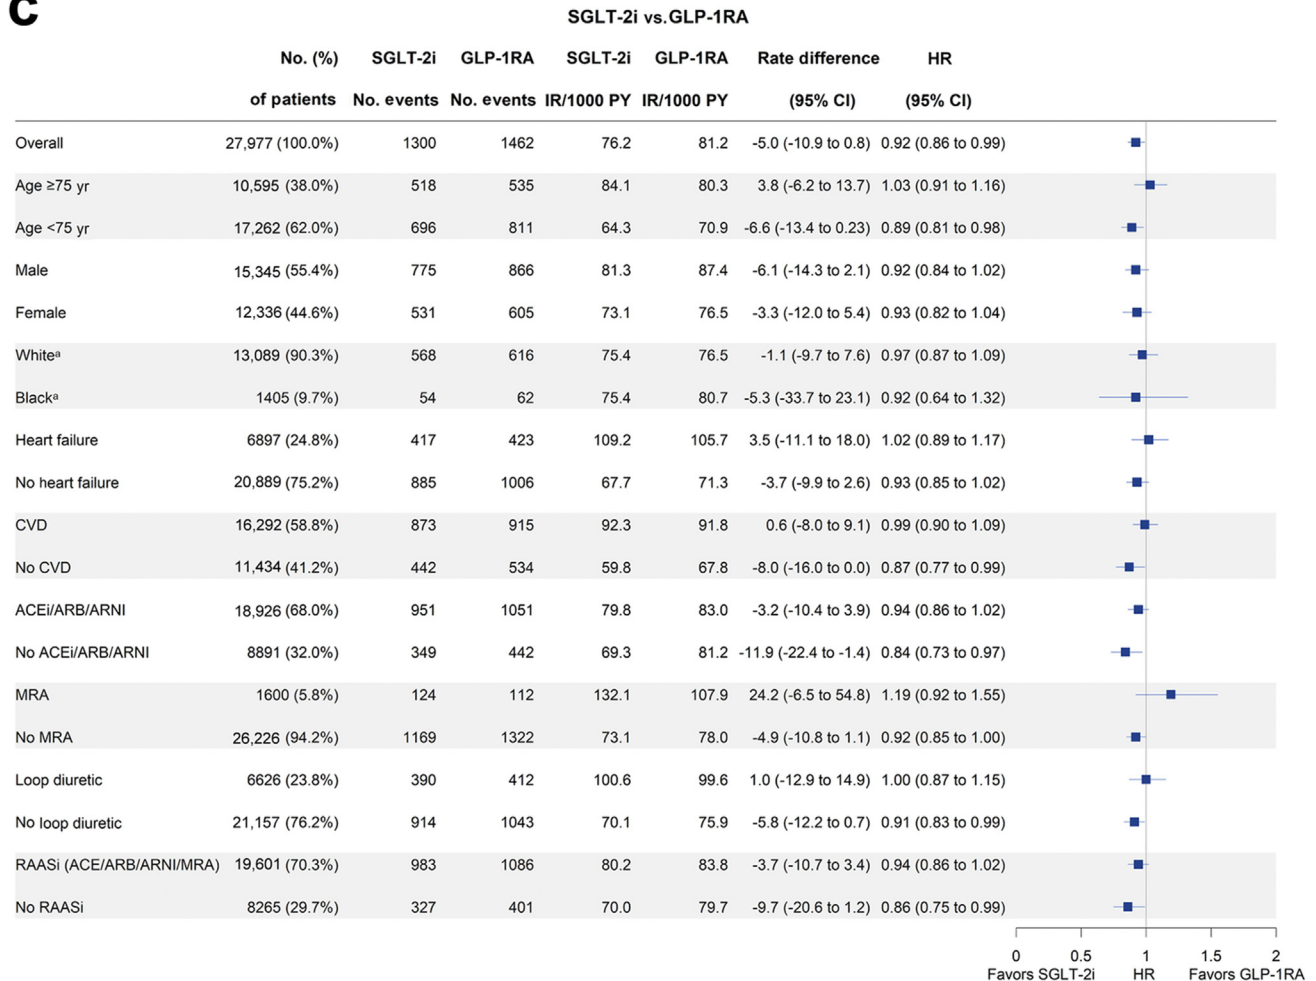 c
SGLT-2i vs.GLP-1RA
No. (%) SGLT-2i GLP-1RA SGLT-2i GLP-1RA Rate difference HR
of patients No. events No. events IR/1000 PY IR/1000 PY (95% CI) (95% CI)
Overall 27,977 (100.0%) 1300 1462 76.2 81.2 -5.0 (-10.9 to 0.8) 0.92 (0.86 to 0.99)
Age ≥75 yr 10,595 (38.0%) 518 535 84.1 80.3 3.8 (-6.2 to 13.7) 1.03 (0.91 to 1.16)
Age <75 yr 17,262 (62.0%) 696 811 64.3 70.9 -6.6 (-13.4 to 0.23) 0.89 (0.81 to 0.98)
Male 15,345 (55.4%) 775 866 81.3 87.4 -6.1 (-14.3 to 2.1) 0.92 (0.84 to 1.02)
Female 12,336 (44.6%) 531 605 73.1 76.5 -3.3 (-12.0 to 5.4) 0.93 (0.82 to 1.04)
Whiteᵃ 13,089 (90.3%) 568 616 75.4 76.5 -1.1 (-9.7 to 7.6) 0.97 (0.87 to 1.09)
Blackᵃ 1405 (9.7%) 54 62 75.4 80.7 -5.3 (-33.7 to 23.1) 0.92 (0.64 to 1.32)
Heart failure 6897 (24.8%) 417 423 109.2 105.7 3.5 (-11.1 to 18.0) 1.02 (0.89 to 1.17)
No heart failure 20,889 (75.2%) 885 1006 67.7 71.3 -3.7 (-9.9 to 2.6) 0.93 (0.85 to 1.02)
CVD 16,292 (58.8%) 873 915 92.3 91.8 0.6 (-8.0 to 9.1) 0.99 (0.90 to 1.09)
No CVD 11,434 (41.2%) 442 534 59.8 67.8 -8.0 (-16.0 to 0.0) 0.87 (0.77 to 0.99)
ACEi/ARB/ARNI 18,926 (68.0%) 951 1051 79.8 83.0 -3.2 (-10.4 to 3.9) 0.94 (0.86 to 1.02)
No ACEi/ARB/ARNI 8891 (32.0%) 349 442 69.3 81.2 -11.9 (-22.4 to -1.4) 0.84 (0.73 to 0.97)
MRA 1600 (5.8%) 124 112 132.1 107.9 24.2 (-6.5 to 54.8) 1.19 (0.92 to 1.55)
No MRA 26,226 (94.2%) 1169 1322 73.1 78.0 -4.9 (-10.8 to 1.1) 0.92 (0.85 to 1.00)
Loop diuretic 6626 (23.8%) 390 412 100.6 99.6 1.0 (-12.9 to 14.9) 1.00 (0.87 to 1.15)
No loop diuretic 21,157 (76.2%) 914 1043 70.1 75.9 -5.8 (-12.2 to 0.7) 0.91 (0.83 to 0.99)
RAASi (ACE/ARB/ARNI/MRA) 19,601 (70.3%) 983 1086 80.2 83.8 -3.7 (-10.7 to 3.4) 0.94 (0.86 to 1.02)
No RAASi 8265 (29.7%) 327 401 70.0 79.7 -9.7 (-20.6 to 1.2) 0.86 (0.75 to 0.99)
0 0.5 1 1.5 2
Favors SGLT-2i HR Favors GLP-1RA